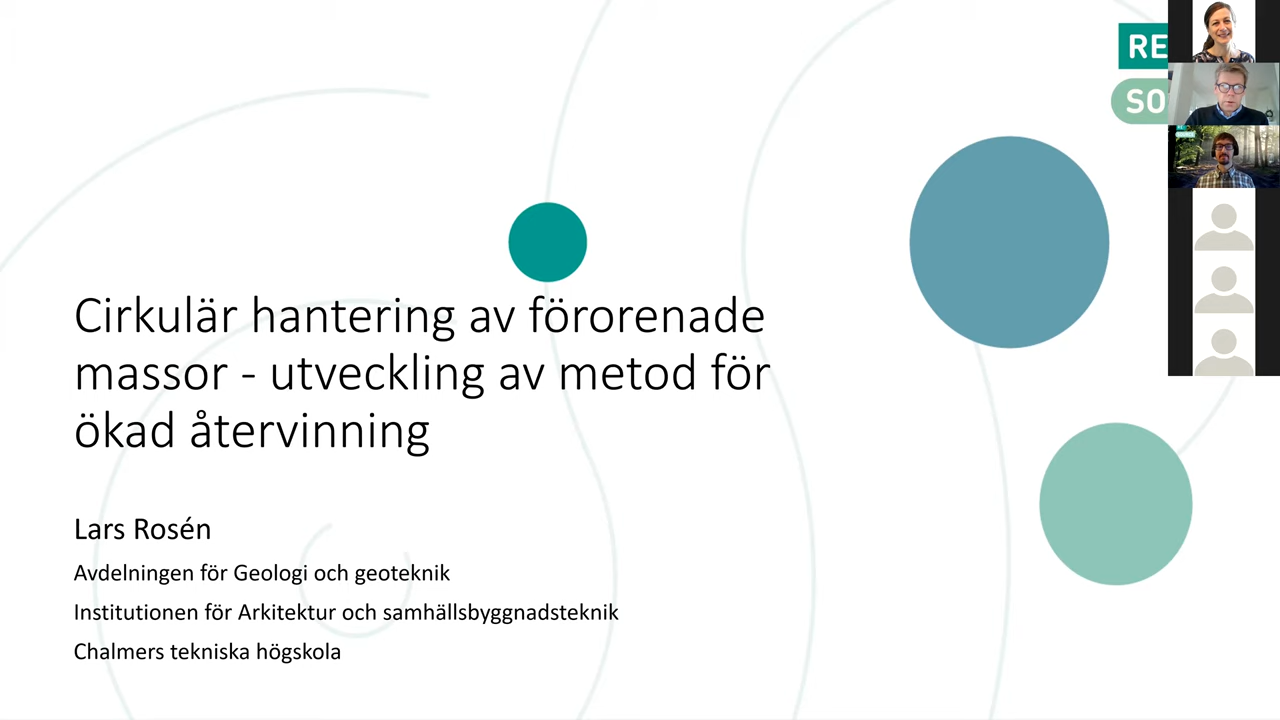 RE
SO
Cirkulär hantering av förorenade
massor - utveckling av metod för
ökad återvinning
Lars Rosén
Avdelningen för Geologi och geoteknik
Institutionen för Arkitektur och samhällsbyggnadsteknik
Chalmers tekniska högskola